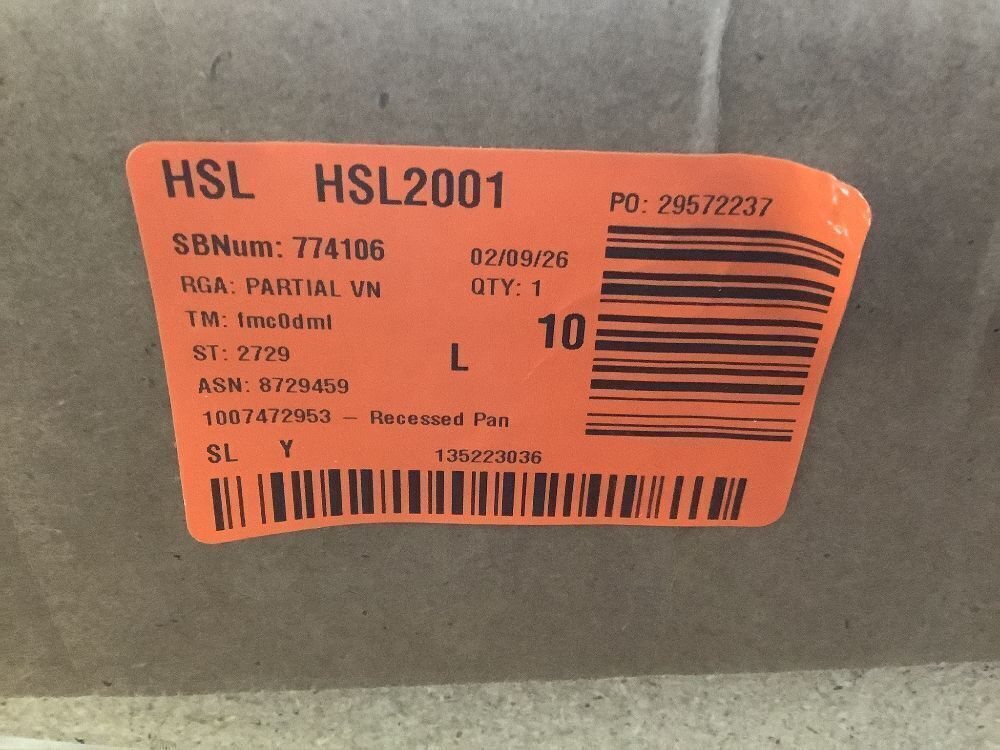 HSL HSL2001
PO: 29572237
SBNum: 774106
02/09/26
RGA: PARTIAL VN
QTY: 1
TM: fmc0dml
10
ST: 2729
L
ASN: 8729459
1007472953 – Recessed Pan
SL Y
135223036